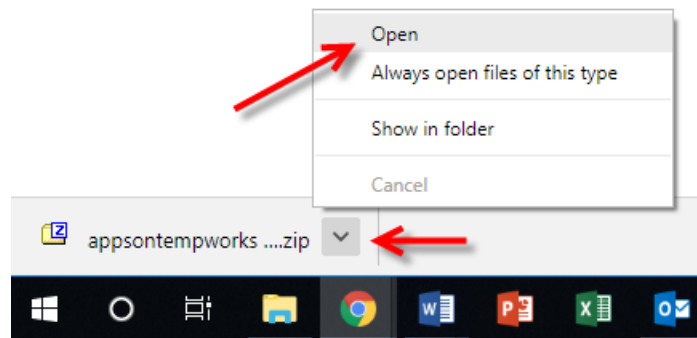 Open
Always open files of this type
Show in folder
Cancel
appsontempworks ....zip